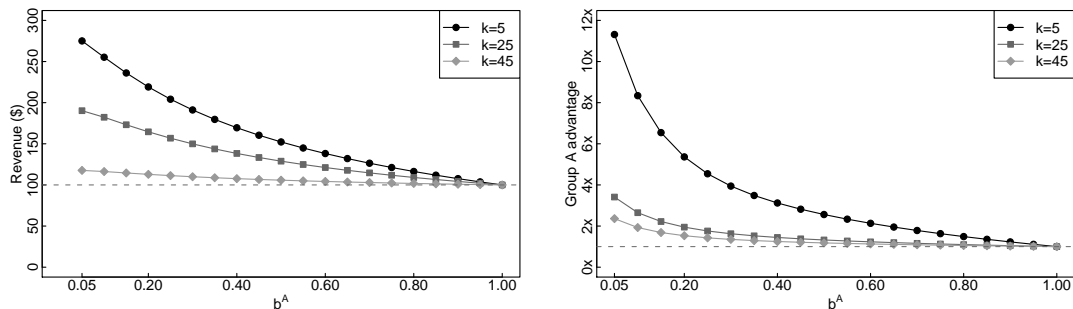 Revenue ($)
300
250
200
150
100
50
0
k=5
k=25
k=45
0.05 0.20 0.40 0.60 0.80 1.00
b^A
Group A advantage
12x
10x
8x
6x
4x
2x
0x
k=5
k=25
k=45
0.05 0.20 0.40 0.60 0.80 1.00
b^A